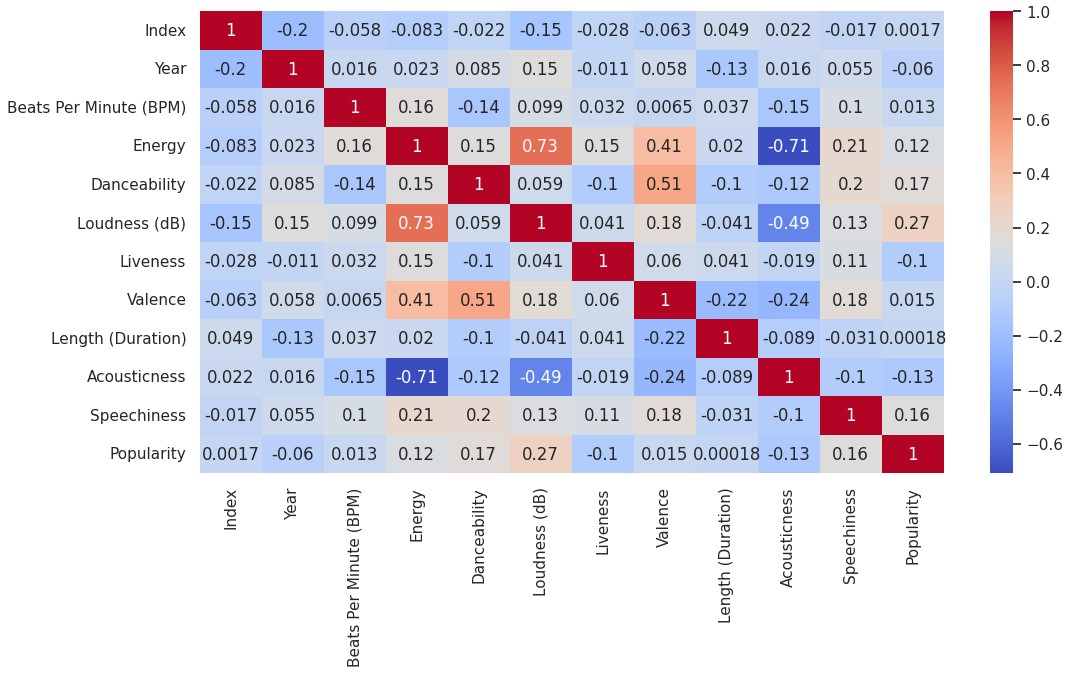 Index 1 -0.2 -0.058 -0.083 -0.022 -0.15 -0.028 -0.063 0.049 0.022 -0.017 0.0017
Year -0.2 1 0.016 0.023 0.085 0.15 -0.011 0.058 -0.13 0.016 0.055 -0.06
Beats Per Minute (BPM) -0.058 0.016 1 0.16 -0.14 0.099 0.032 0.0065 0.037 -0.15 0.1 0.013
Energy -0.083 0.023 0.16 1 0.15 0.73 0.15 0.41 0.02 -0.71 0.21 0.12
Danceability -0.022 0.085 -0.14 0.15 1 0.059 -0.1 0.51 -0.1 -0.12 0.2 0.17
Loudness (dB) -0.15 0.15 0.099 0.73 0.059 1 0.041 0.18 -0.041 -0.49 0.13 0.27
Liveness -0.028 -0.011 0.032 0.15 -0.1 0.041 1 0.06 0.041 -0.019 0.11 -0.1
Valence -0.063 0.058 0.0065 0.41 0.51 0.18 0.06 1 -0.22 -0.24 0.18 0.015
Length (Duration) 0.049 -0.13 0.037 0.02 -0.1 -0.041 0.041 -0.22 1 -0.089 -0.031 0.00018
Acousticness 0.022 0.016 -0.15 -0.71 -0.12 -0.49 -0.019 -0.24 -0.089 1 -0.1 -0.13
Speechiness -0.017 0.055 0.1 0.21 0.2 0.13 0.11 0.18 -0.031 -0.1 1 0.16
Popularity 0.0017 -0.06 0.013 0.12 0.17 0.27 -0.1 0.015 0.00018 -0.13 0.16 1
Index
Year
Beats Per Minute (BPM)
Energy
Danceability
Loudness (dB)
Liveness
Valence
Length (Duration)
Acousticness
Speechiness
Popularity
1.0
0.8
0.6
0.4
0.2
0.0
−0.2
−0.4
−0.6